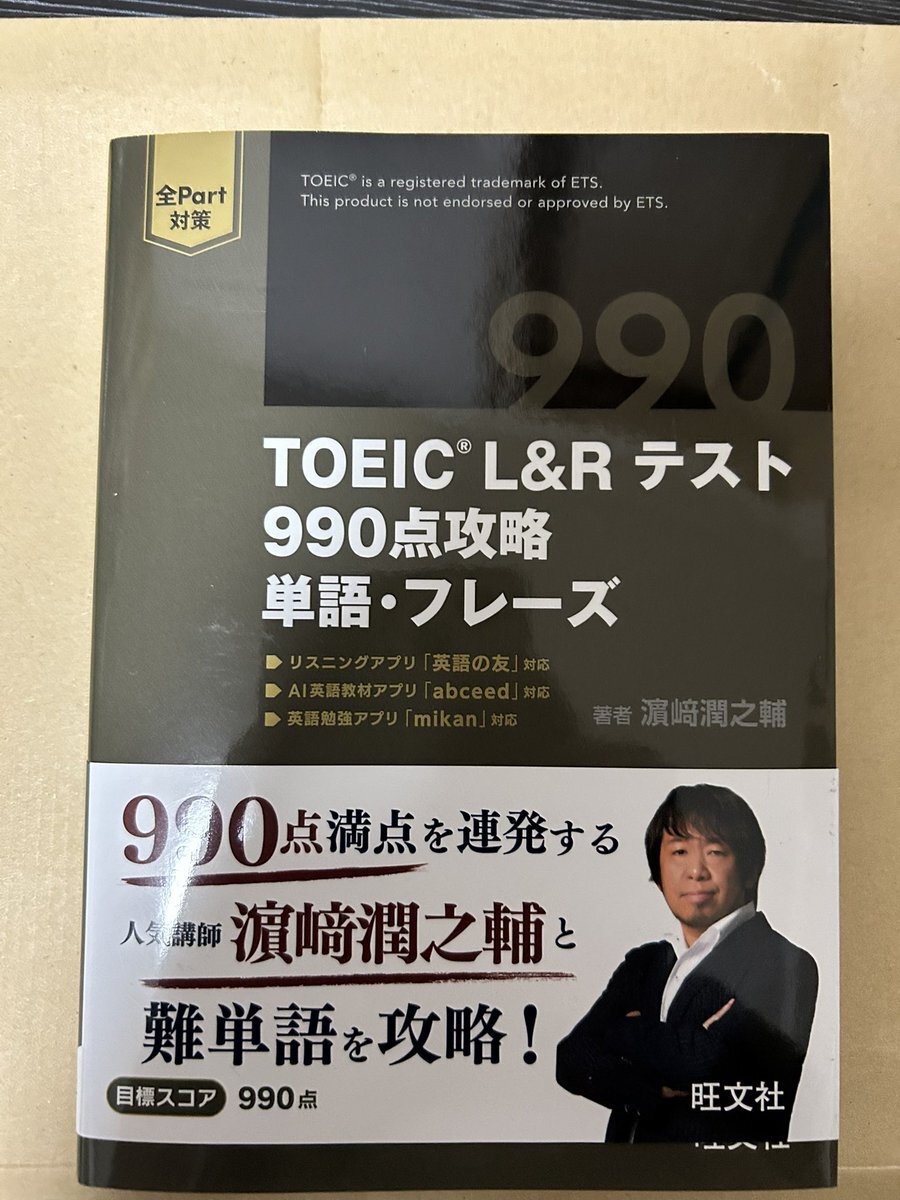 全Part
対策
TOEIC® is a registered trademark of ETS.
This product is not endorsed or approved by ETS.
990
TOEIC® L&R テスト
990点攻略
単語・フレーズ
リスニングアプリ「英語の友」対応
AI英語教材アプリ「abceed」対応
英語勉強アプリ「mikan」対応
著者 濵﨑潤之輔
990点満点を連発する
人気講師 濵﨑潤之輔と
難単語を攻略!
目標スコア 990点
旺文社
旺文社